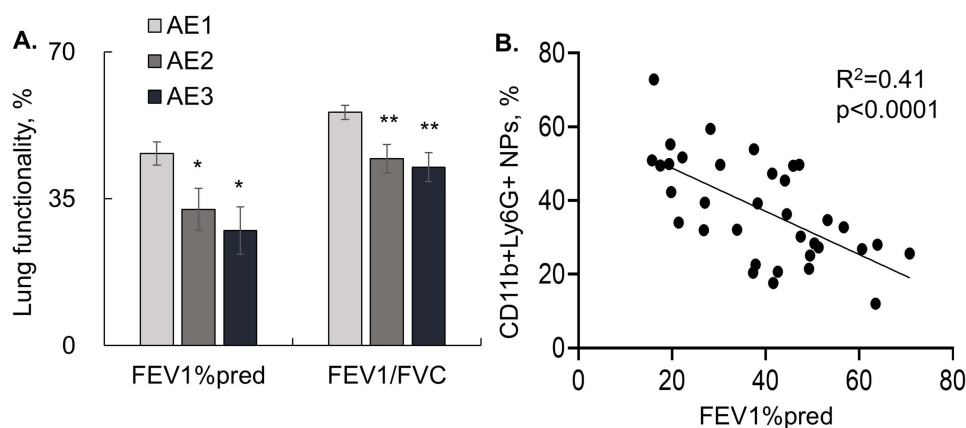 A.
AE1
AE2
AE3
Lung functionality, %
70
35
0
* *
** **
FEV1%pred
FEV1/FVC
B.
CD11b+Ly6G+ NPs, %
80
60
40
20
0
R²=0.41
p<0.0001
0 20 40 60 80
FEV1%pred